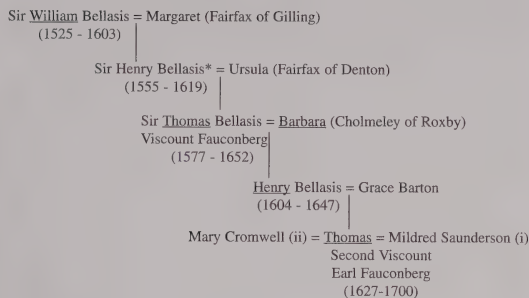 Sir William Bellasis = Margaret (Fairfax of Gilling)
(1525 - 1603)
Sir Henry Bellasis* = Ursula (Fairfax of Denton)
(1555 - 1619)
Sir Thomas Bellasis = Barbara (Cholmeley of Roxby)
Viscount Fauconberg
(1577 - 1652)
Henry Bellasis = Grace Barton
(1604 - 1647)
Mary Cromwell (ii) = Thomas = Mildred Saunderson (i)
Second Viscount
Earl Fauconberg
(1627-1700)